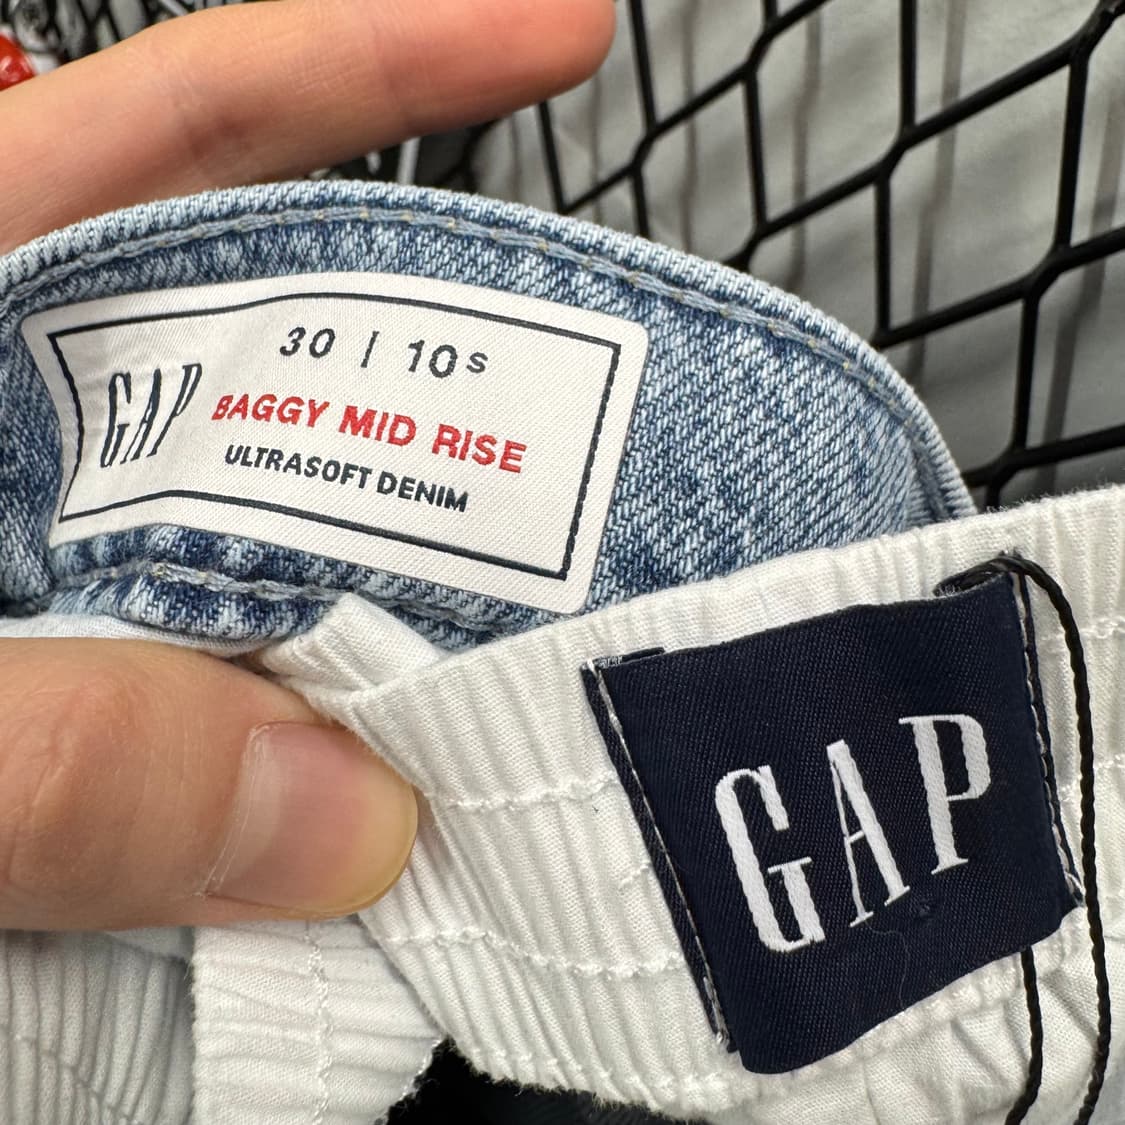 GAP
30 | 10s
BAGGY MID RISE
ULTRASOFT DENIM
GAP